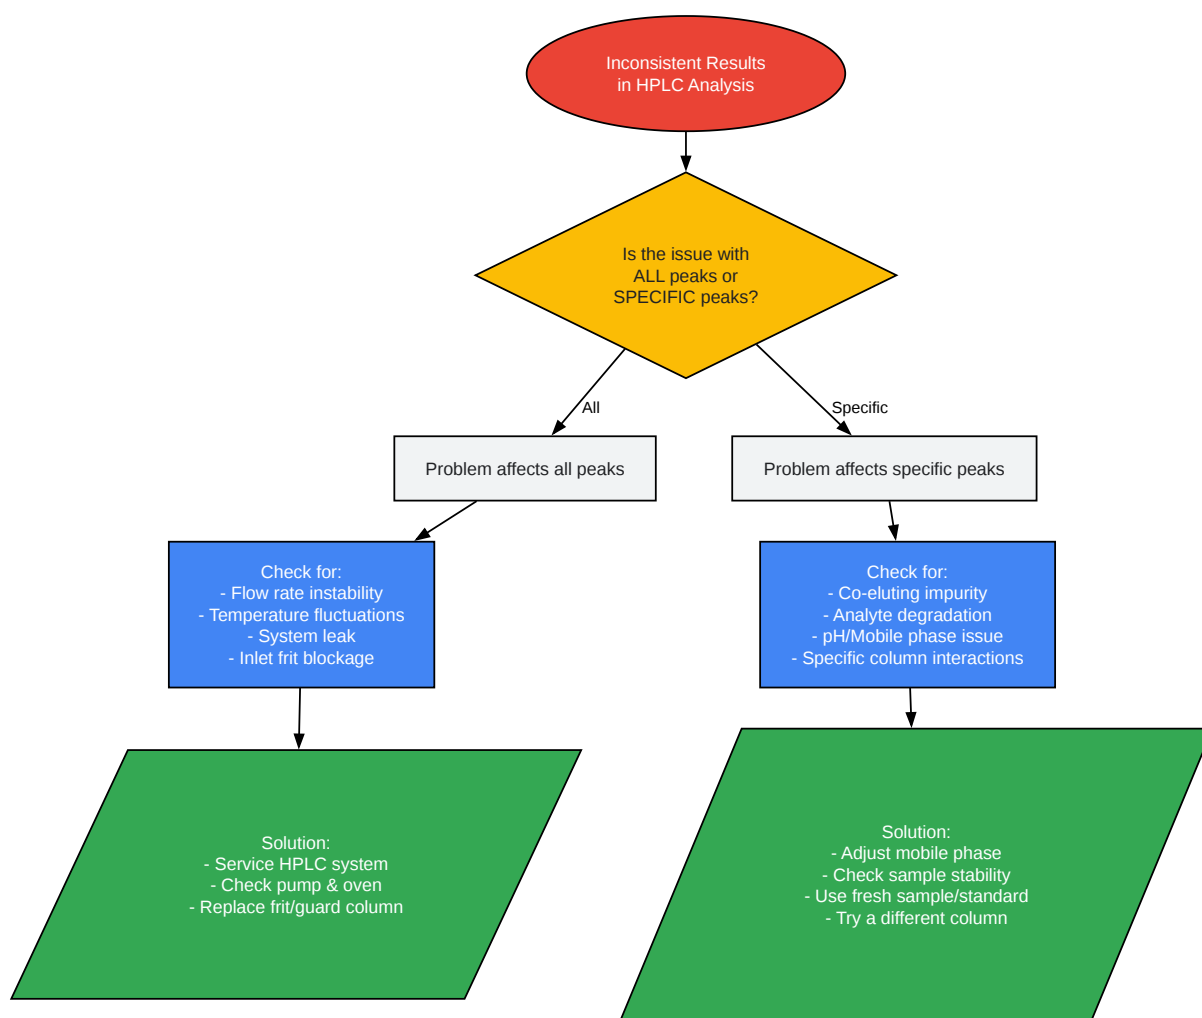 Inconsistent Results
in HPLC Analysis
Is the issue with
ALL peaks or
SPECIFIC peaks?
All
Specific
Problem affects all peaks
Problem affects specific peaks
Check for:
- Flow rate instability
- Temperature fluctuations
- System leak
- Inlet frit blockage
Check for:
- Co-eluting impurity
- Analyte degradation
- pH/Mobile phase issue
- Specific column interactions
Solution:
- Service HPLC system
- Check pump & oven
- Replace frit/guard column
Solution:
- Adjust mobile phase
- Check sample stability
- Use fresh sample/standard
- Try a different column